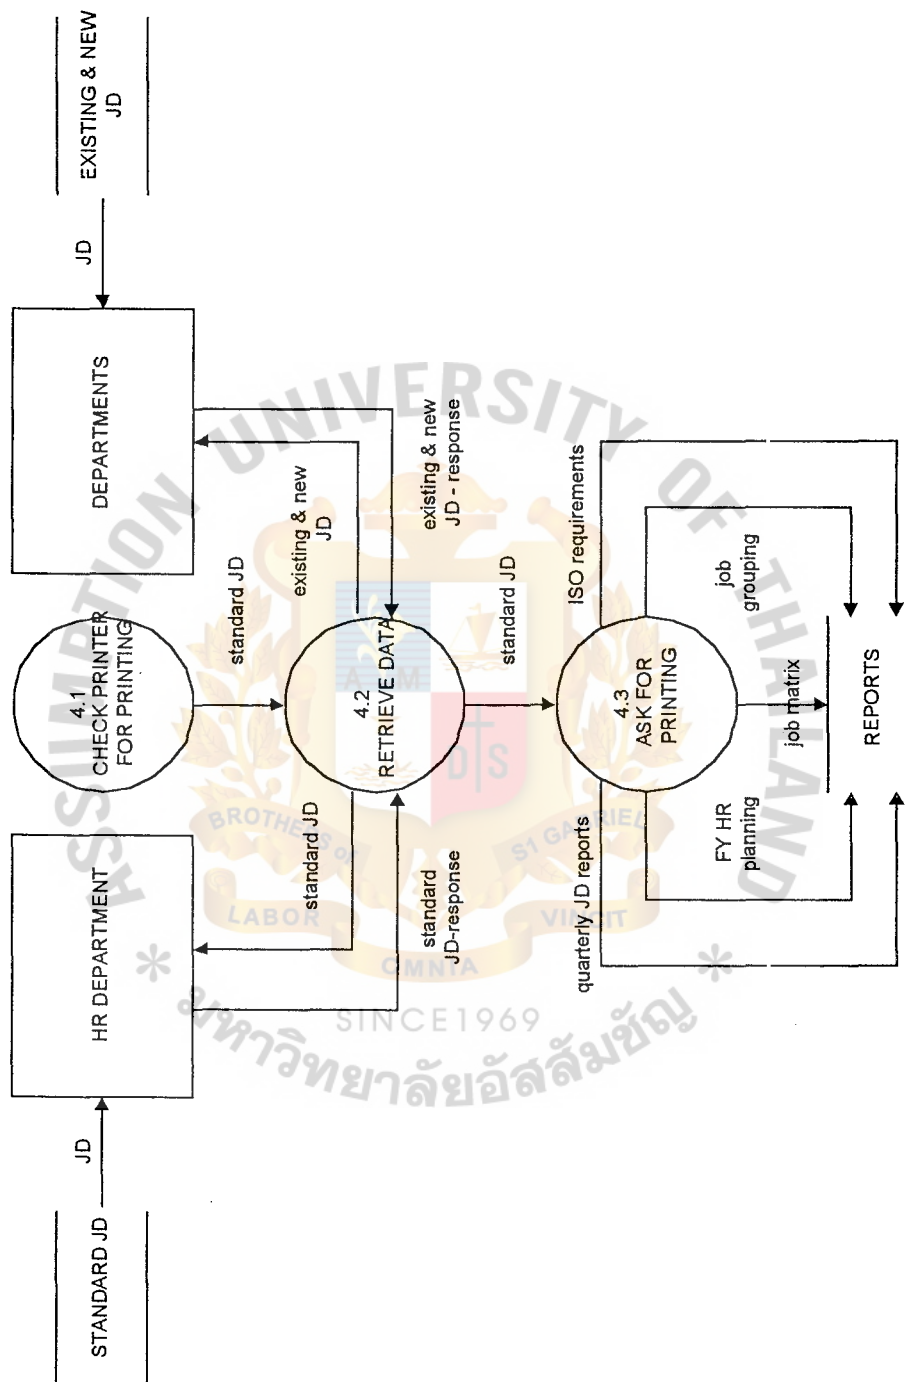 STANDARD JD
JD
HR DEPARTMENT
4.1
CHECK PRINTER
FOR PRINTING
DEPARTMENTS
JD
EXISTING & NEW
JD
standard JD
standard JD
standard
JD-response
existing & new
JD
existing & new
JD - response
4.2
RETRIEVE DATA
standard JD
4.3
ASK FOR
PRINTING
quarterly JD reports
FY HR
planning
job matrix
job
grouping
ISO requirements
REPORTS
ASSUMPTION UNIVERSITY OF THAILAND
A M
D S
BROTHERS of
ST GABRIEL
LABOR
OMNIA
VINCIT
SINCE1969
* มหาวิทยาลัยอัสสัมชัญ *